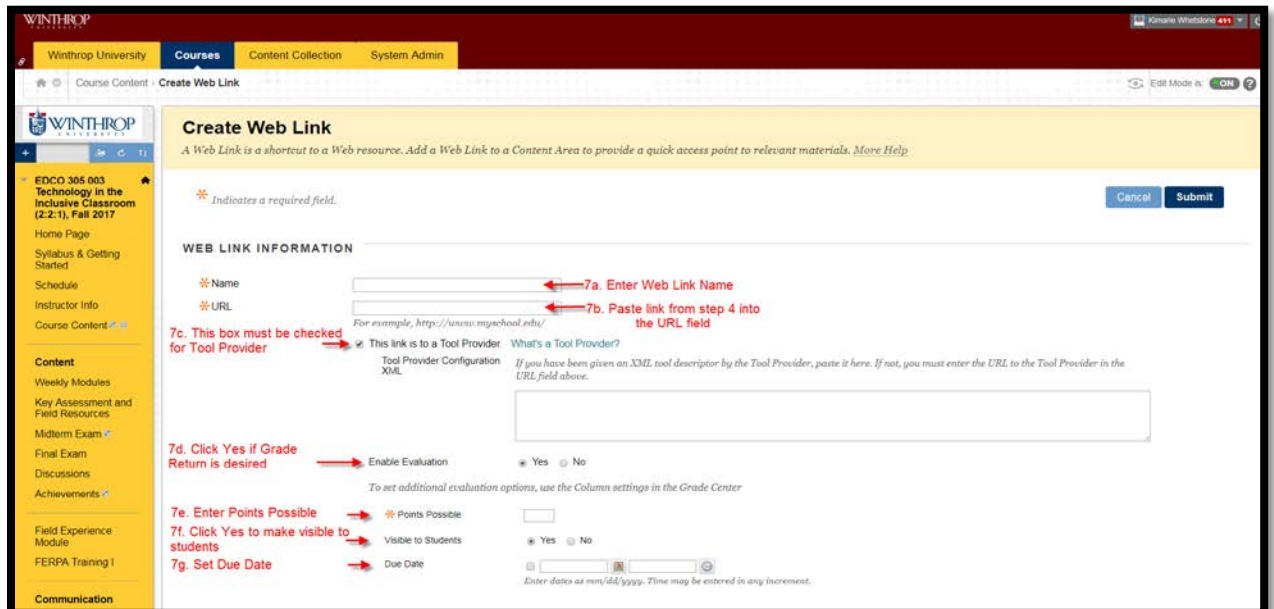 WINTHROP
UNIVERSITY
Kimarie Whetstone 411
Winthrop University Courses Content Collection System Admin
Course Content Create Web Link
Edit Mode is: ON ?
WINTHROP
UNIVERSITY
EDCO 305 003
Technology in the
Inclusive Classroom
(2:2:1), Fall 2017
Home Page
Syllabus & Getting
Started
Schedule
Instructor Info
Course Content
Content
Weekly Modules
Key Assessment and
Field Resources
Midterm Exam
Final Exam
Discussions
Achievements
Field Experience
Module
FERPA Training I
Communication
Create Web Link
A Web Link is a shortcut to a Web resource. Add a Web Link to a Content Area to provide a quick access point to relevant materials. More Help
Indicates a required field.
Cancel Submit
WEB LINK INFORMATION
Name
7a. Enter Web Link Name
URL
7b. Paste link from step 4 into
the URL field
For example, http://www.myschool.edu/
7c. This box must be checked
for Tool Provider
This link is to a Tool Provider What's a Tool Provider?
Tool Provider Configuration
XML
If you have been given an XML tool descriptor by the Tool Provider, paste it here. If not, you must enter the URL to the Tool Provider in the
URL field above.
7d. Click Yes if Grade
Return is desired
Enable Evaluation Yes No
To set additional evaluation options, use the Column settings in the Grade Center
7e. Enter Points Possible
Points Possible
7f. Click Yes to make visible to
students
Visible to Students Yes No
7g. Set Due Date
Due Date
Enter dates as mm/dd/yyyy. Time may be entered in any increment.